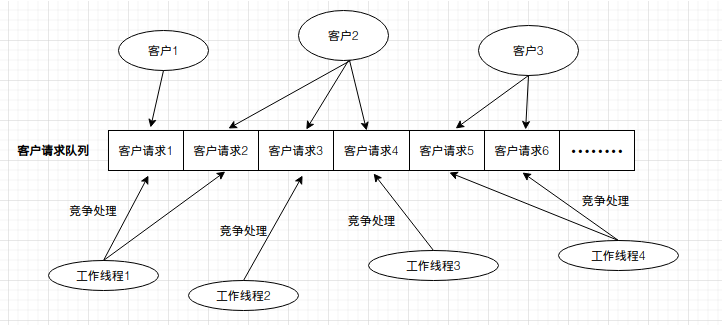 客户1
客户2
客户3
客户请求队列
客户请求1
客户请求2
客户请求3
客户请求4
客户请求5
客户请求6
········
竞争处理
竞争处理
竞争处理
竞争处理
工作线程1
工作线程2
工作线程3
工作线程4